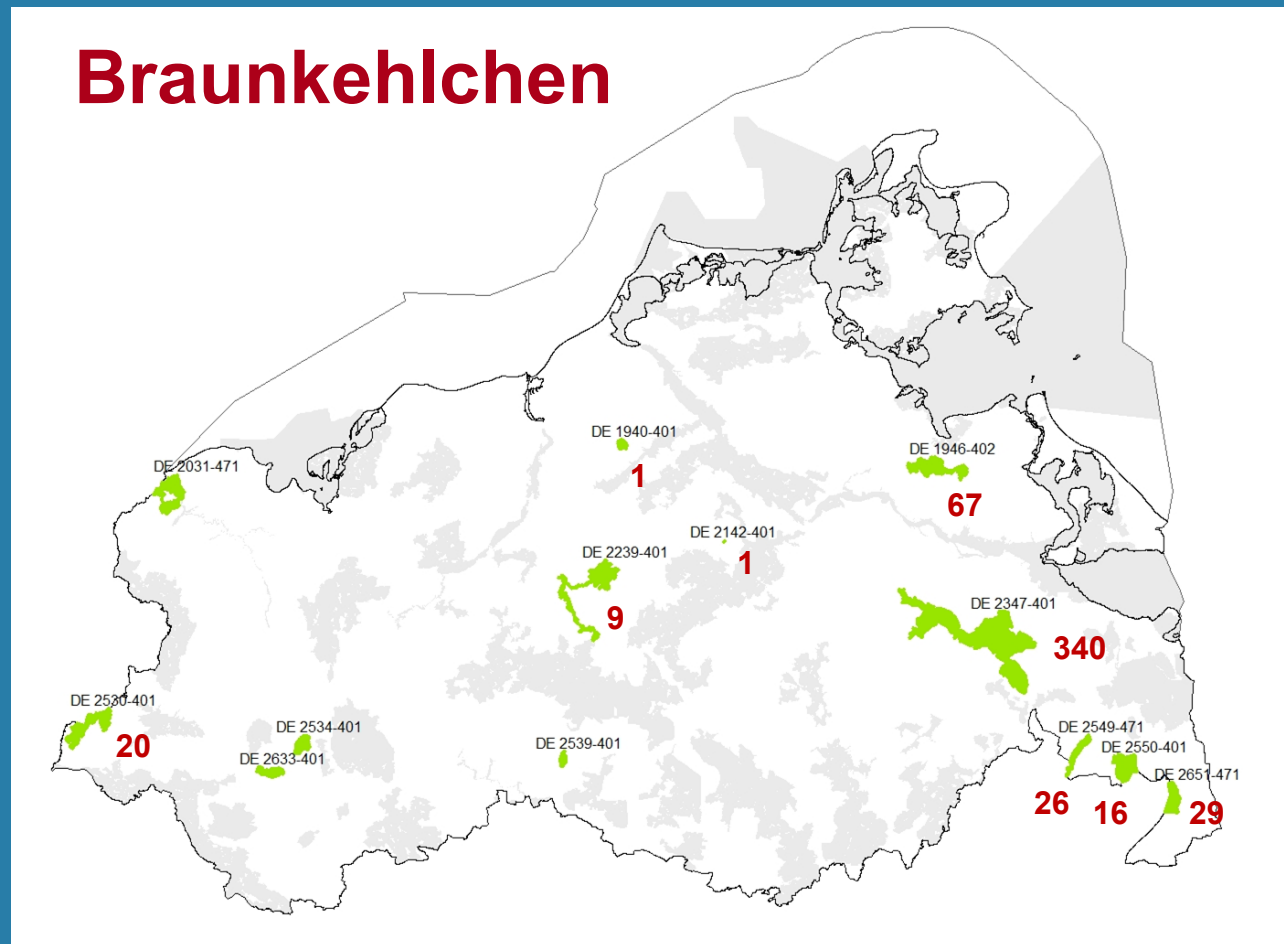 Braunkehlchen
DE 1940-401
1
DE 1946-402
67
DE 2031-471
DE 2142-401
1
DE 2239-401
9
DE 2347-401
340
DE 2530-401
20
DE 2534-401
DE 2633-401
DE 2539-401
DE 2549-471
26
DE 2550-401
16
DE 2651-471
29